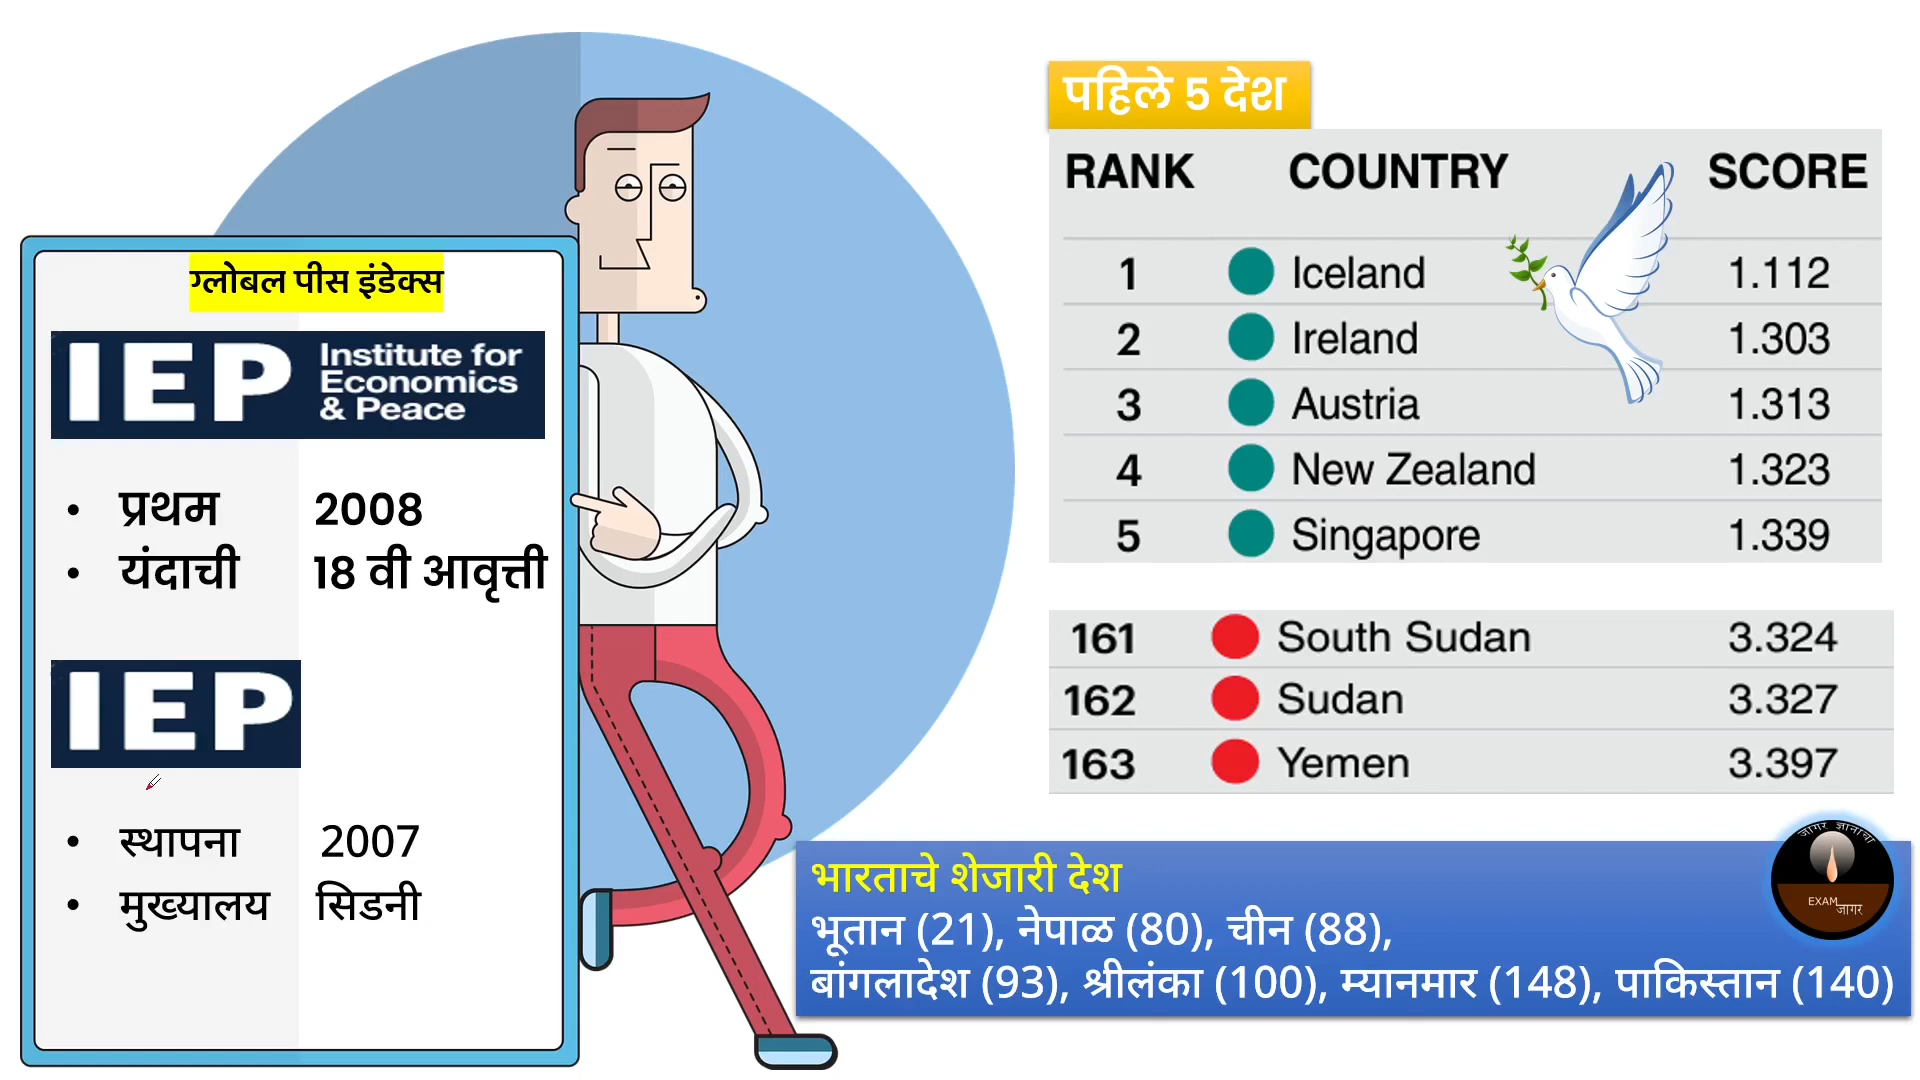 ग्लोबल पीस इंडेक्स
IEP Institute for
Economics
& Peace
• प्रथम 2008
• यंदाची 18 वी आवृत्ती
IEP
• स्थापना 2007
• मुख्यालय सिडनी
पहिले 5 देश
RANK COUNTRY SCORE
1 Iceland 1.112
2 Ireland 1.303
3 Austria 1.313
4 New Zealand 1.323
5 Singapore 1.339
161 South Sudan 3.324
162 Sudan 3.327
163 Yemen 3.397
भारताचे शेजारी देश
भूतान (21), नेपाळ (80), चीन (88),
बांगलादेश (93), श्रीलंका (100), म्यानमार (148), पाकिस्तान (140)
जागर ज्ञानाचा
EXAM जागर